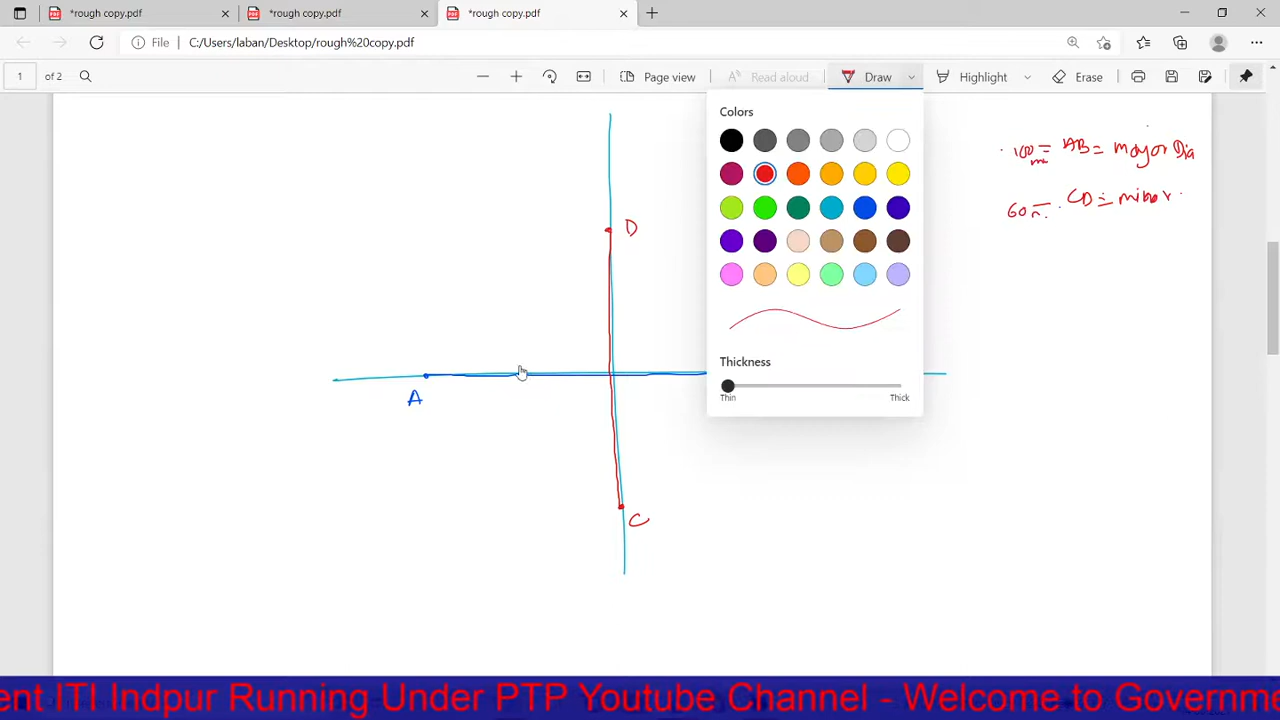 *rough copy.pdf
*rough copy.pdf
*rough copy.pdf
File C:/Users/laban/Desktop/rough%20copy.pdf
1 of 2 Page view Read aloud Draw Highlight Erase
Colors
Thickness
Thin Thick
100 = AB = major Dia
60 CD = minor
D
A
C
ent ITI Indpur Running Under PTP Youtube Channel - Welcome to Governme